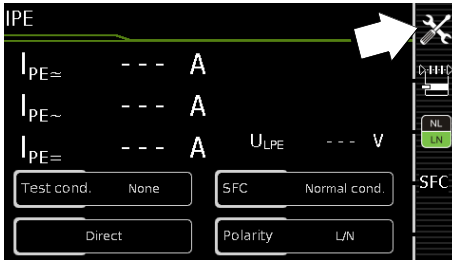 IPE
IPE≃ --- A
IPE~ --- A
IPE= --- A
ULPE --- V
Test cond. None
SFC Normal cond.
Direct
Polarity L/N
NL
LN
SFC